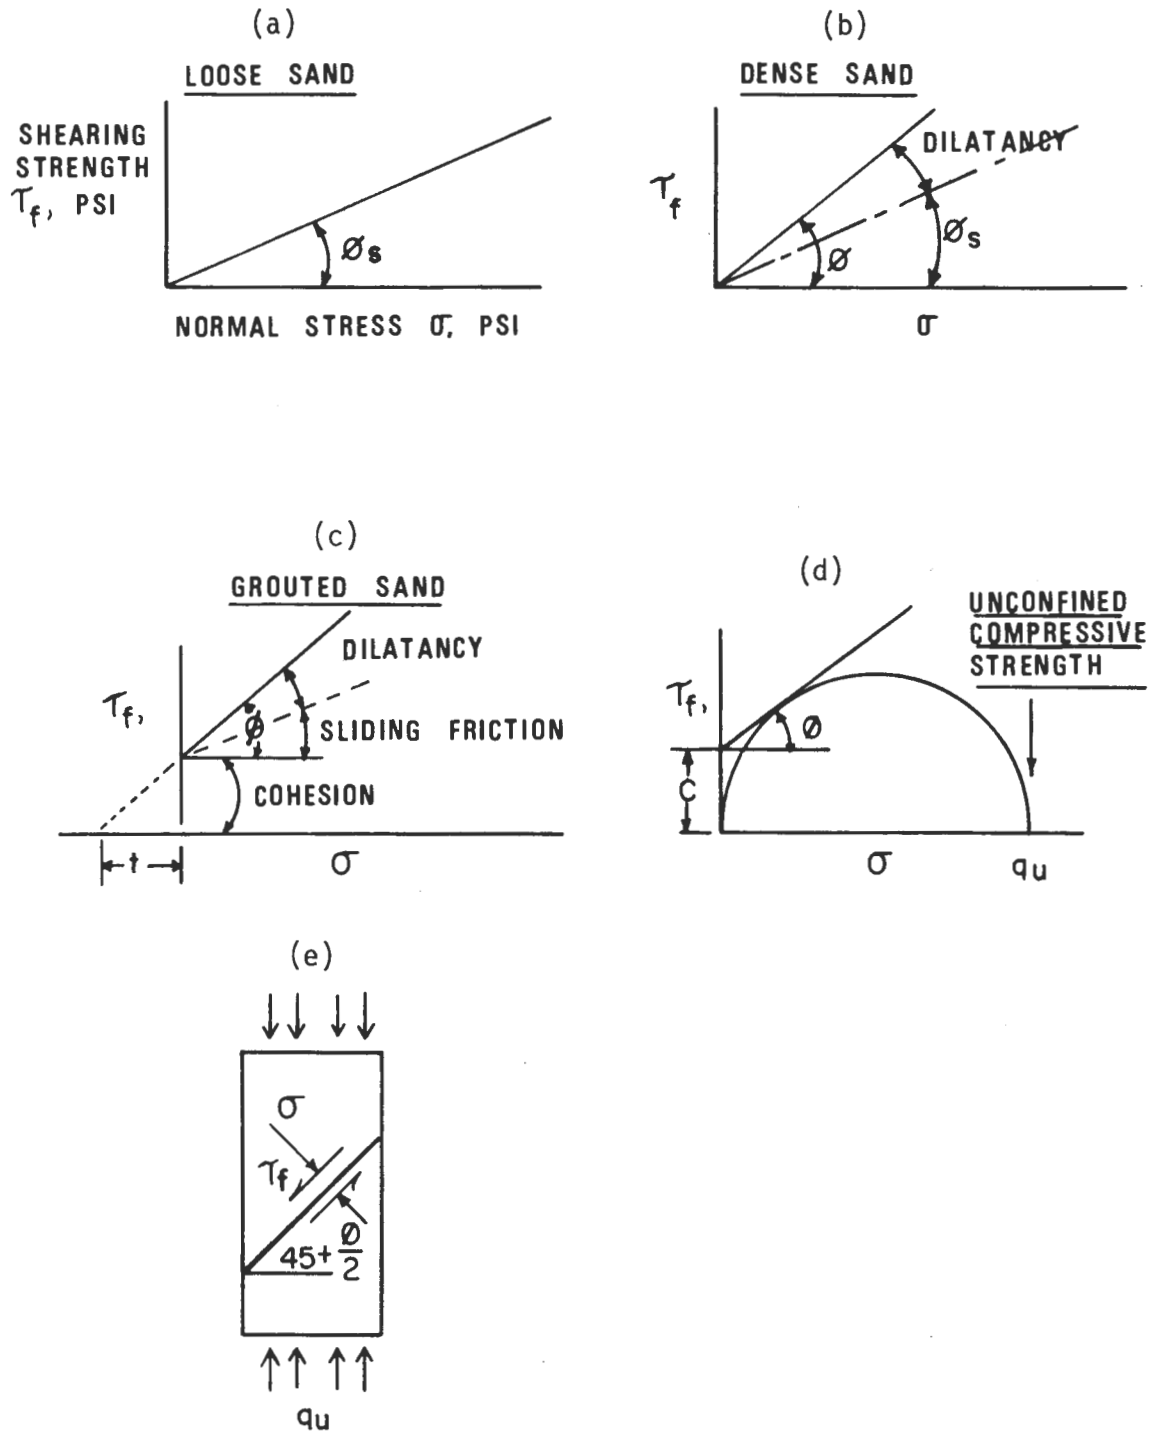 (a)
LOOSE SAND
SHEARING
STRENGTH
τf, PSI
Øs
NORMAL STRESS σ, PSI
(b)
DENSE SAND
DILATANCY
τf
Øs
Ø
σ
(c)
GROUTED SAND
DILATANCY
τf,
Ø
SLIDING FRICTION
COHESION
t
σ
(d)
UNCONFINED
COMPRESSIVE
STRENGTH
τf,
Ø
C
σ
qu
(e)
σ
τf
45+Ø/2
qu